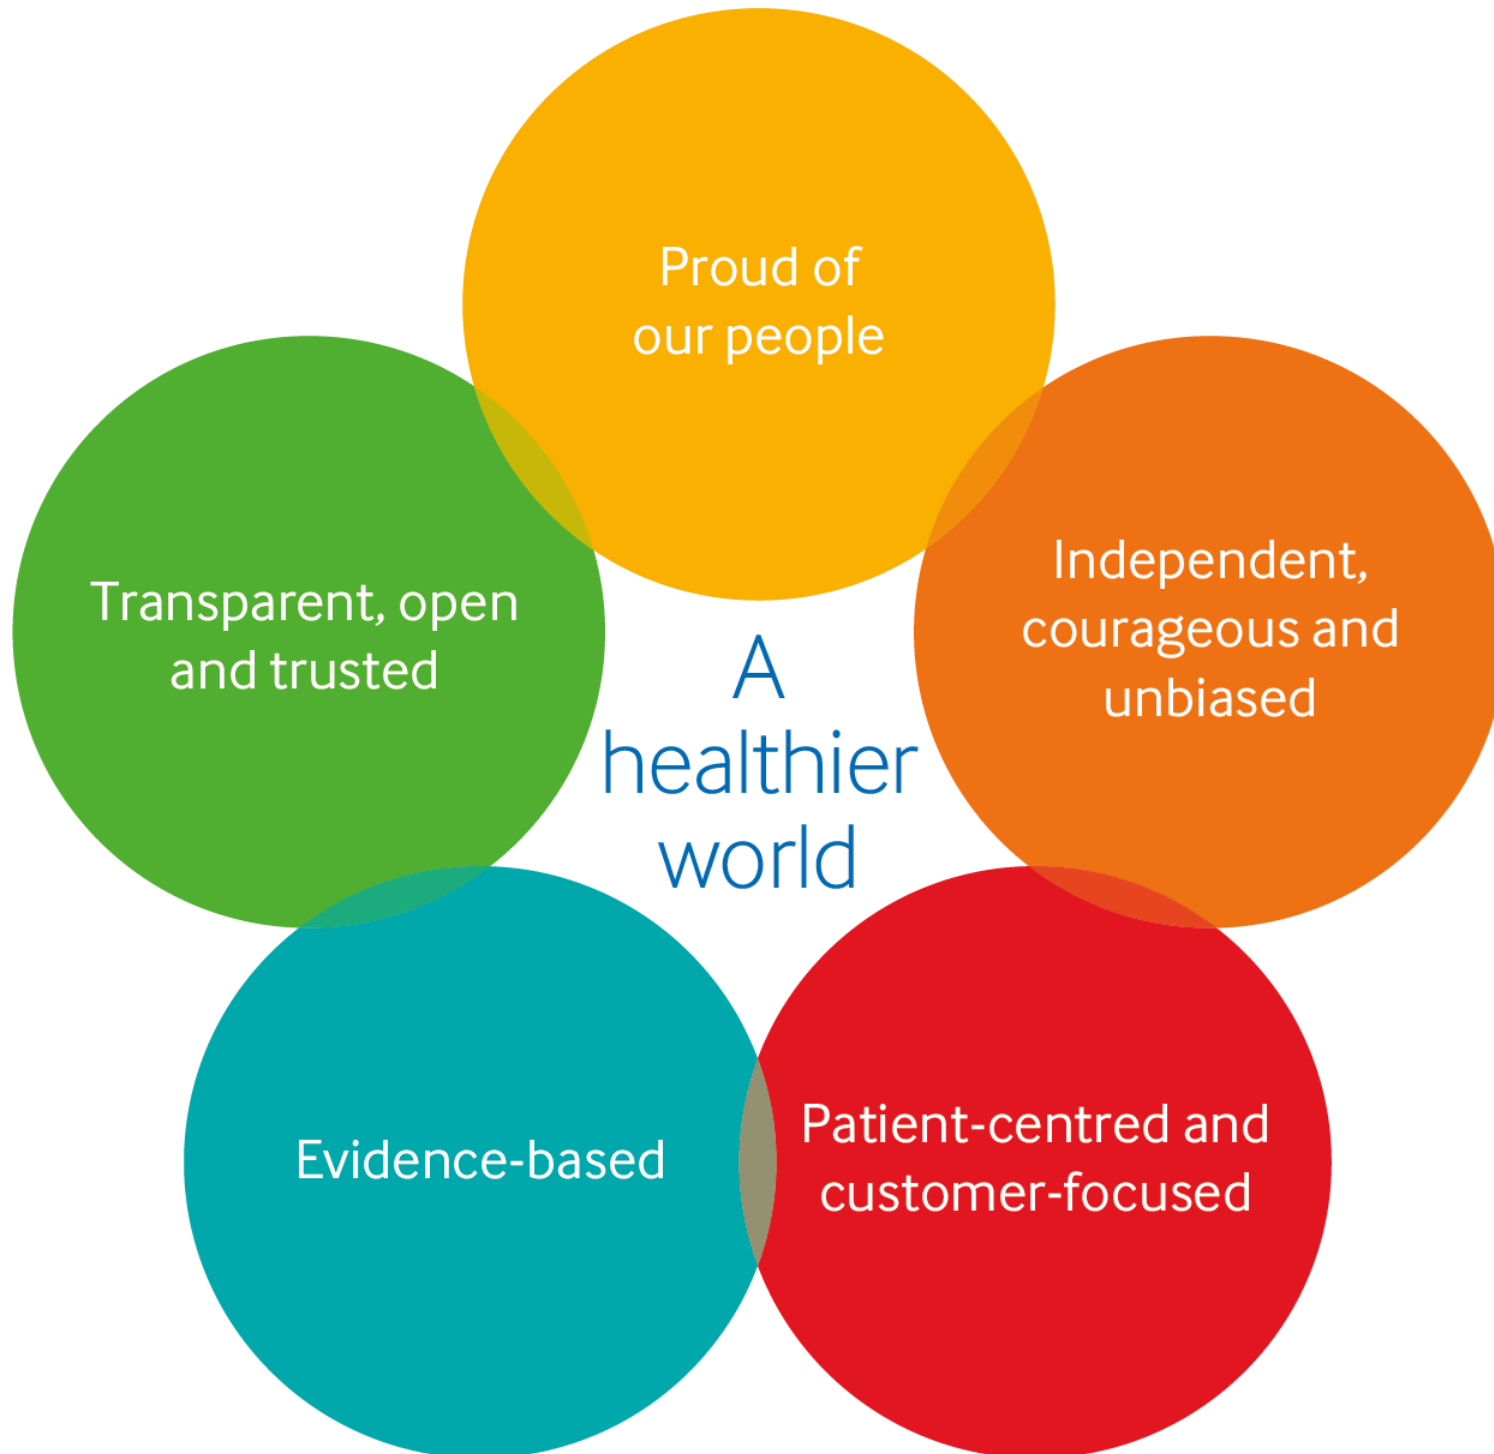 Proud of
our people
Independent,
courageous and
unbiased
Transparent, open
and trusted
A
healthier
world
Evidence-based
Patient-centred and
customer-focused